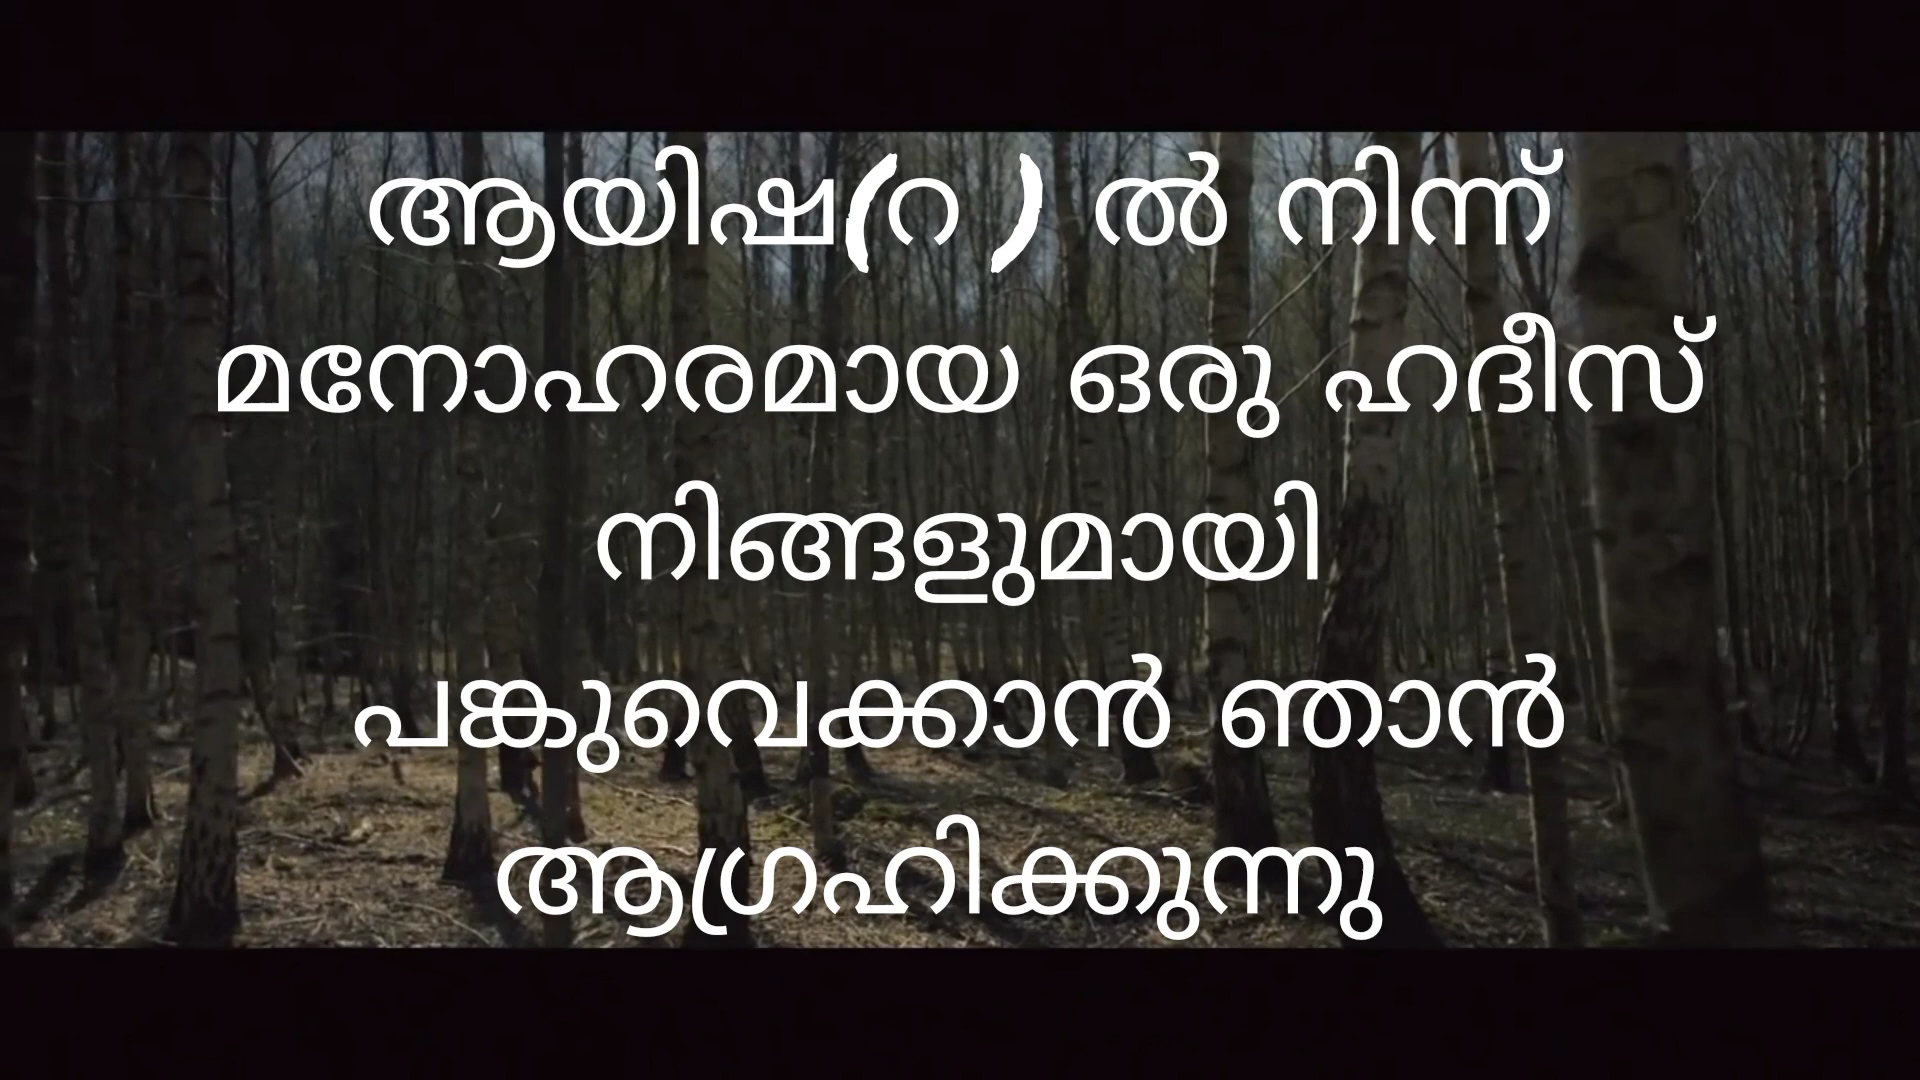 ആയിഷ(റ ) ൽ നിന്ന്
മനോഹരമായ ഒരു ഹദീസ്
നിങ്ങളുമായി
പങ്കുവെക്കാൻ ഞാൻ
ആഗ്രഹിക്കുന്നു